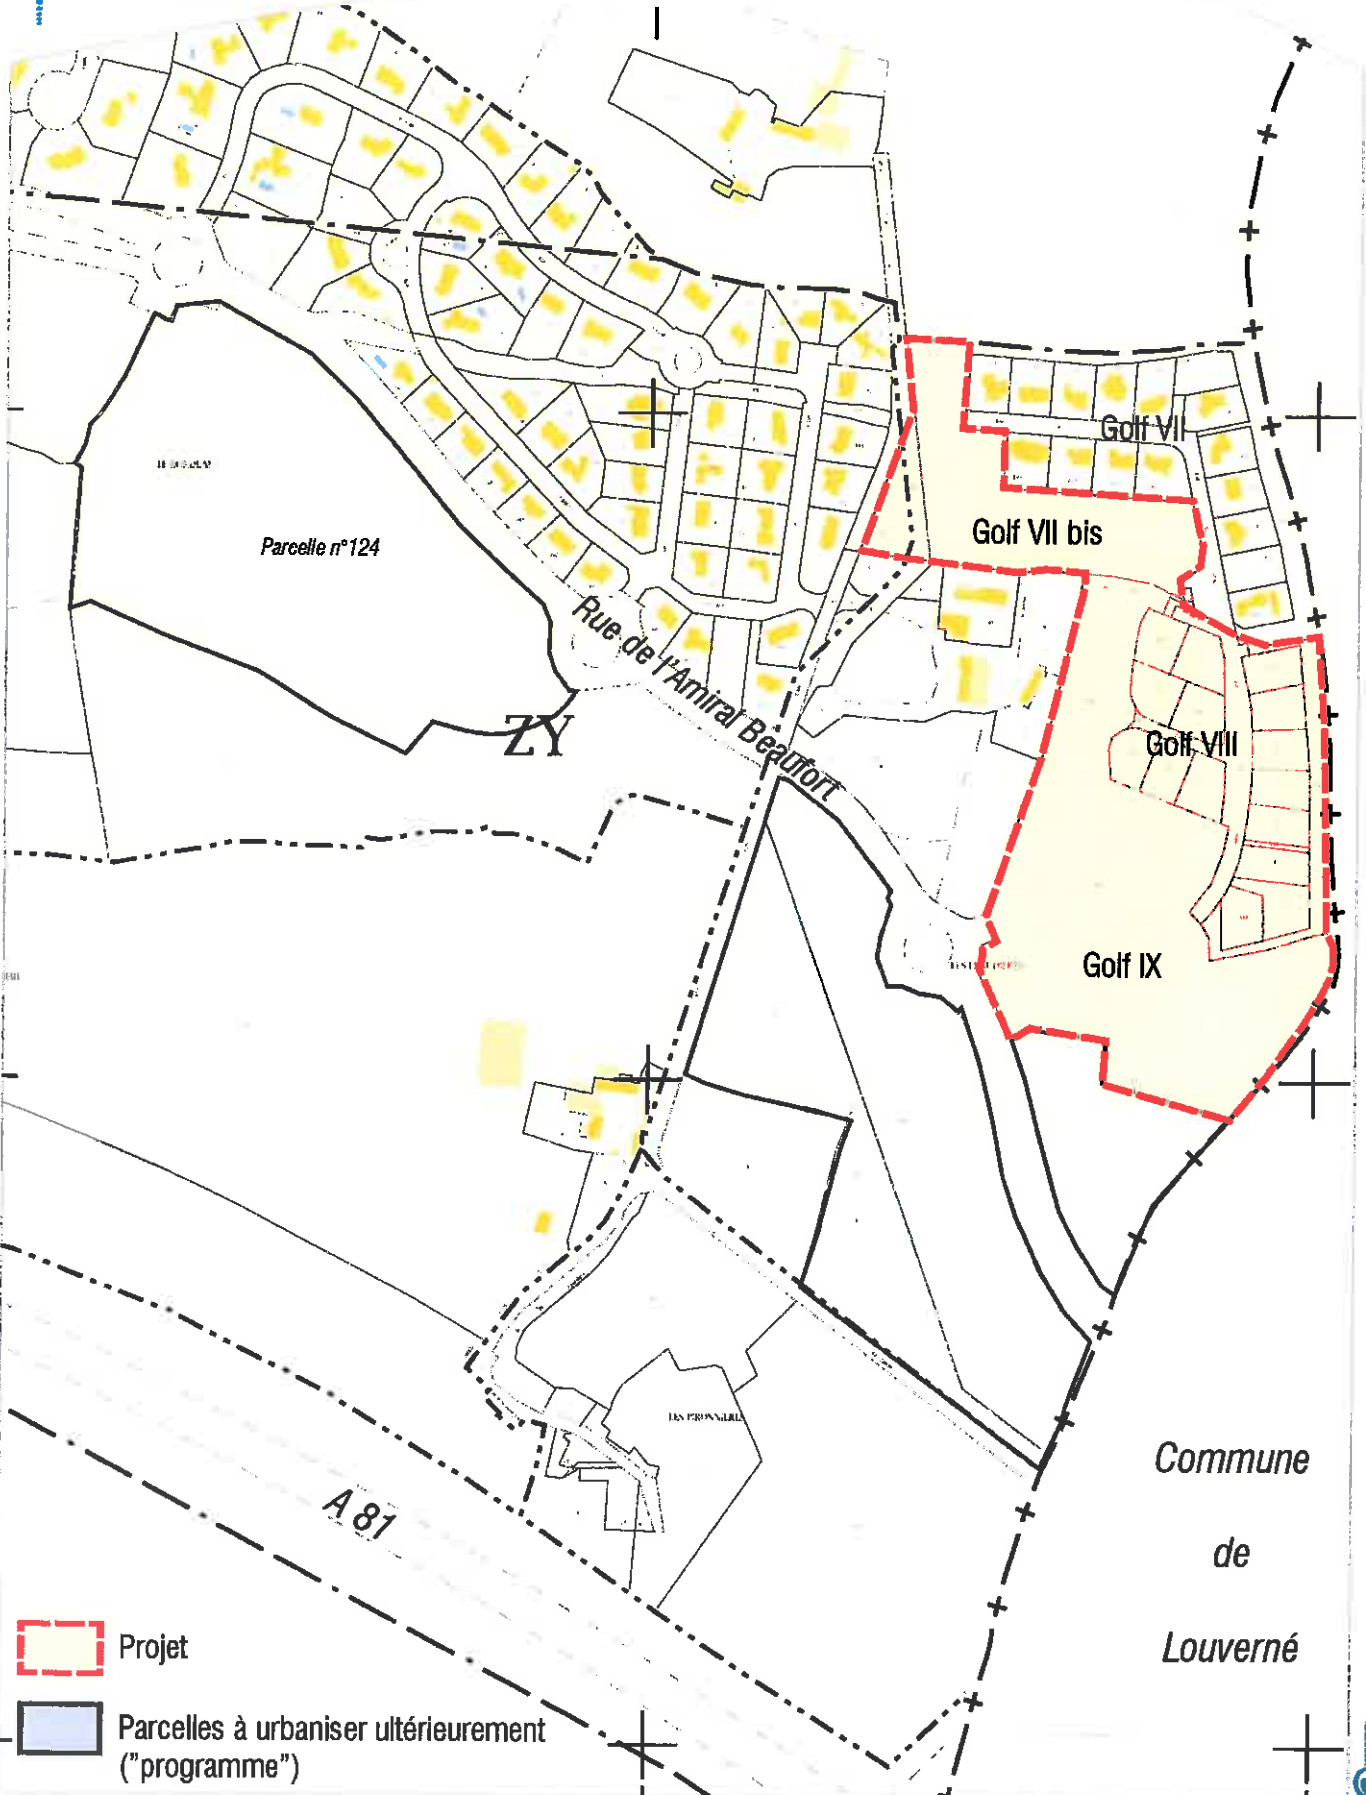 Golf VII
Golf VII bis
Parcelle n°124
Rue de l'Amiral Beaufort
ZY
Golf VIII
Golf IX
A 81
Commune
de
Louverné
Projet
Parcelles à urbaniser ultérieurement
("programme")